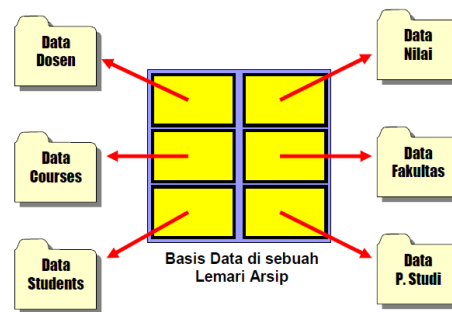 Data
Dosen
Data
Nilai
Data
Courses
Data
Fakultas
Data
Students
Data
P. Studi
Basis Data di sebuah
Lemari Arsip